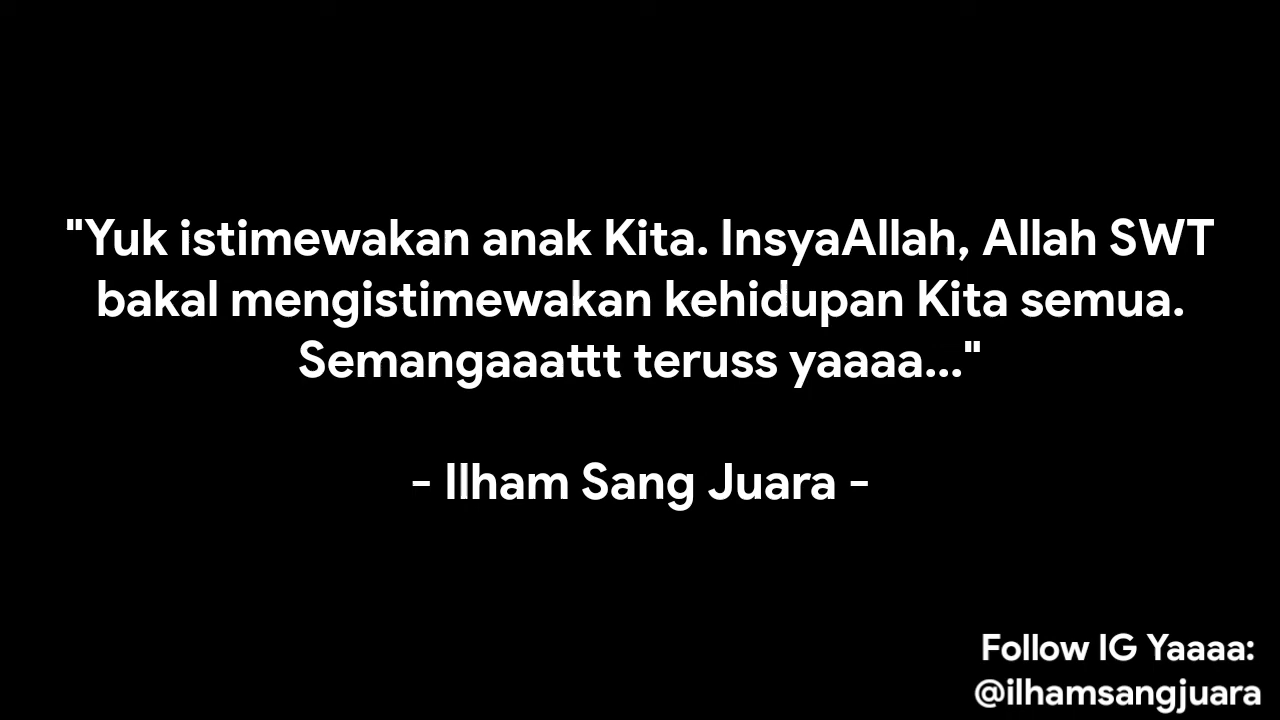 "Yuk istimewakan anak Kita. InsyaAllah, Allah SWT
bakal mengistimewakan kehidupan Kita semua.
Semangaaattt teruss yaaaa..."
- Ilham Sang Juara -
Follow IG Yaaaa:
@ilhamsangjuara